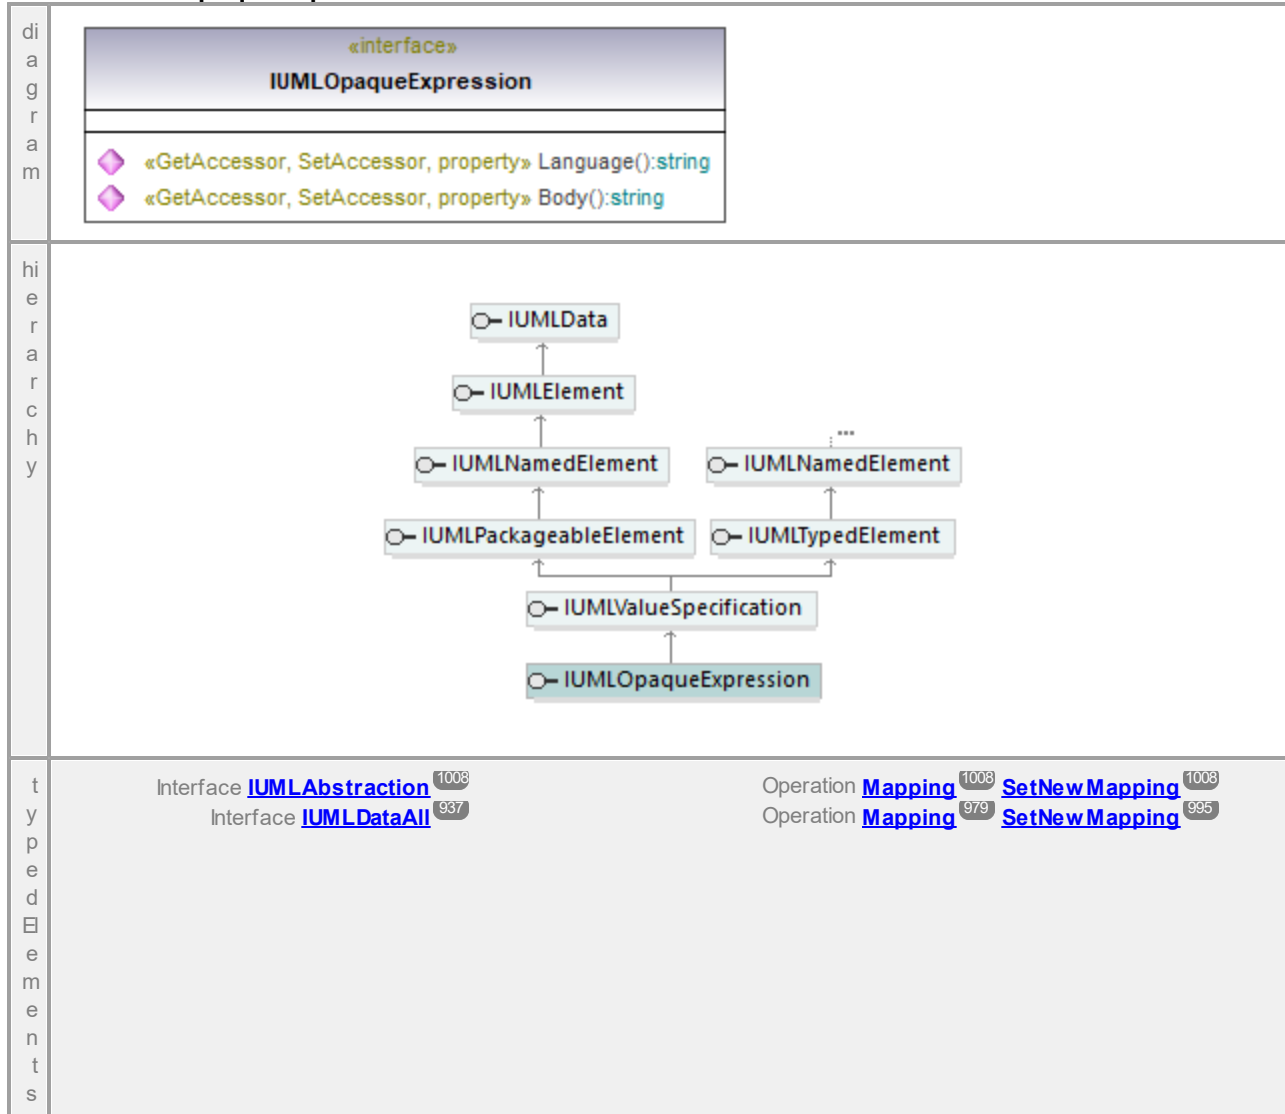 di
a
g
r
a
m
«interface»
IUMLOpaqueExpression
«GetAccessor, SetAccessor, property» Language():string
«GetAccessor, SetAccessor, property» Body():string
hi
e
r
a
r
c
h
y
IUMLData
IUMLElement
...
IUMLNamedElement IUMLNamedElement
IUMLPackageableElement IUMLTypedElement
IUMLValueSpecification
IUMLOpaqueExpression
t
y
p
e
d
El
e
m
e
n
t
s
Interface IUMLAbstraction 1008 Operation Mapping 1008 SetNewMapping 1008
Interface IUMLDataAll 937 Operation Mapping 979 SetNewMapping 995